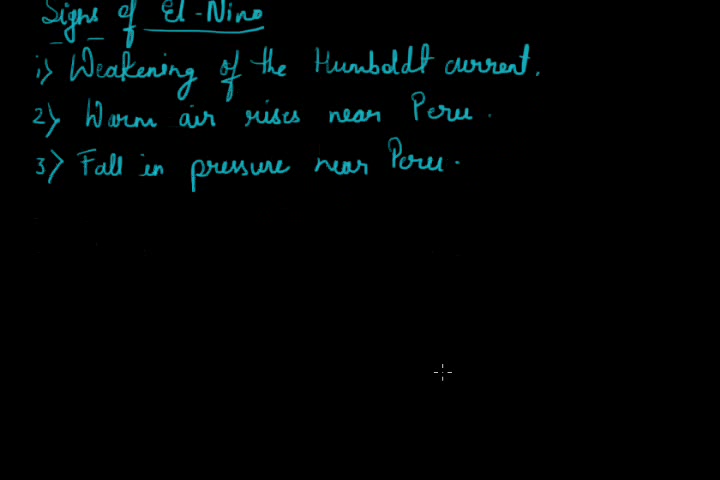 Signs of El-Nino
1) Weakening of the Humboldt current.
2) Warm air rises near Peru.
3) Fall in pressure near Peru.